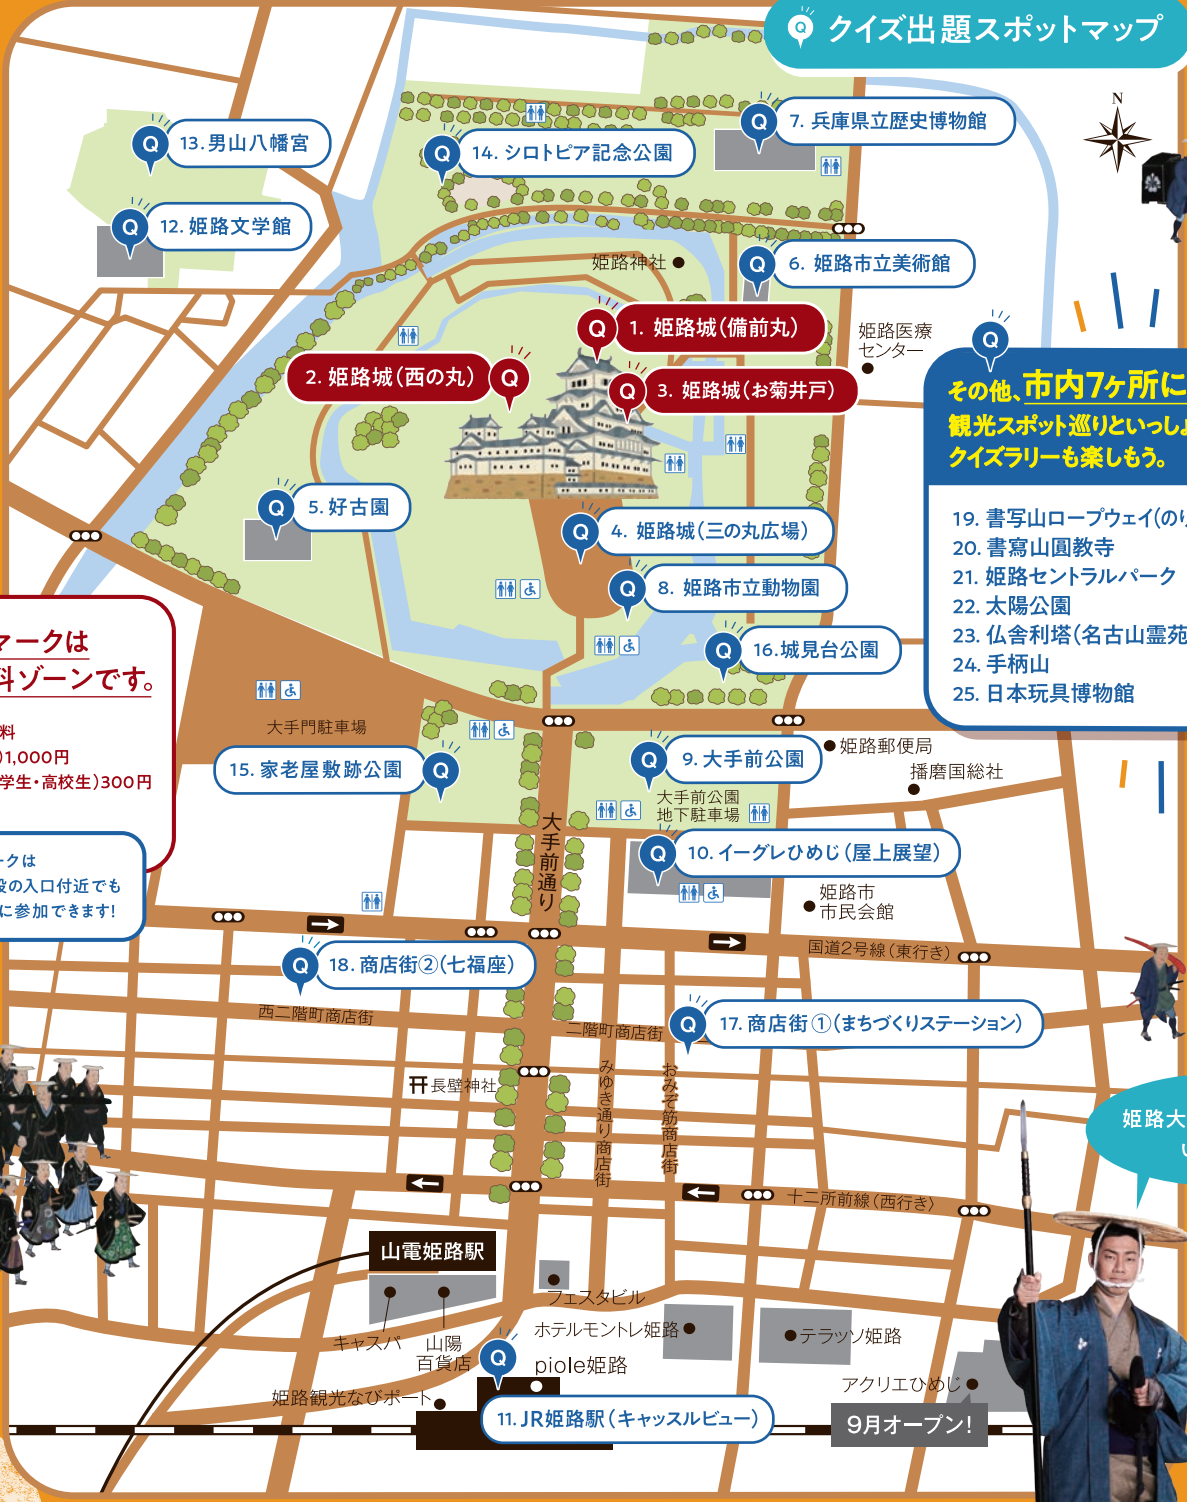 クイズ出題スポットマップ
N
7. 兵庫県立歴史博物館
13. 男山八幡宮
14. シロトピア記念公園
12. 姫路文学館
姫路神社
6. 姫路市立美術館
1. 姫路城(備前丸)
姫路医療
センター
2. 姫路城(西の丸)
3. 姫路城(お菊井戸)
その他、市内7ヶ所に
観光スポット巡りといっしょ
クイズラリーも楽しもう。
19. 書写山ロープウェイ(のり
20. 書寫山圓教寺
21. 姫路セントラルパーク
22. 太陽公園
23. 仏舎利塔(名古山霊苑
24. 手柄山
25. 日本玩具博物館
5. 好古園
4. 姫路城(三の丸広場)
8. 姫路市立動物園
16. 城見台公園
マークは
料ゾーンです。
料
)1,000円
学生・高校生)300円
大手門駐車場
15. 家老屋敷跡公園
9. 大手前公園
姫路郵便局
播磨国総社
大手前公園
地下駐車場
大手前通り
10. イーグレひめじ(屋上展望)
ークは
設の入口付近でも
に参加できます!
姫路市
市民会館
国道2号線(東行き)
18. 商店街②(七福座)
西二階町商店街
二階町商店街
17. 商店街①(まちづくりステーション)
長壁神社
みゆき通り商店街
おみぞ筋商店街
姫路大
い
十二所前線(西行き)
山電姫路駅
フェスタビル
キャスパ
山陽
百貨店
ホテルモントレ姫路
テラッソ姫路
piole姫路
姫路観光なびポート
アクリエひめじ
11. JR姫路駅(キャッスルビュー)
9月オープン!